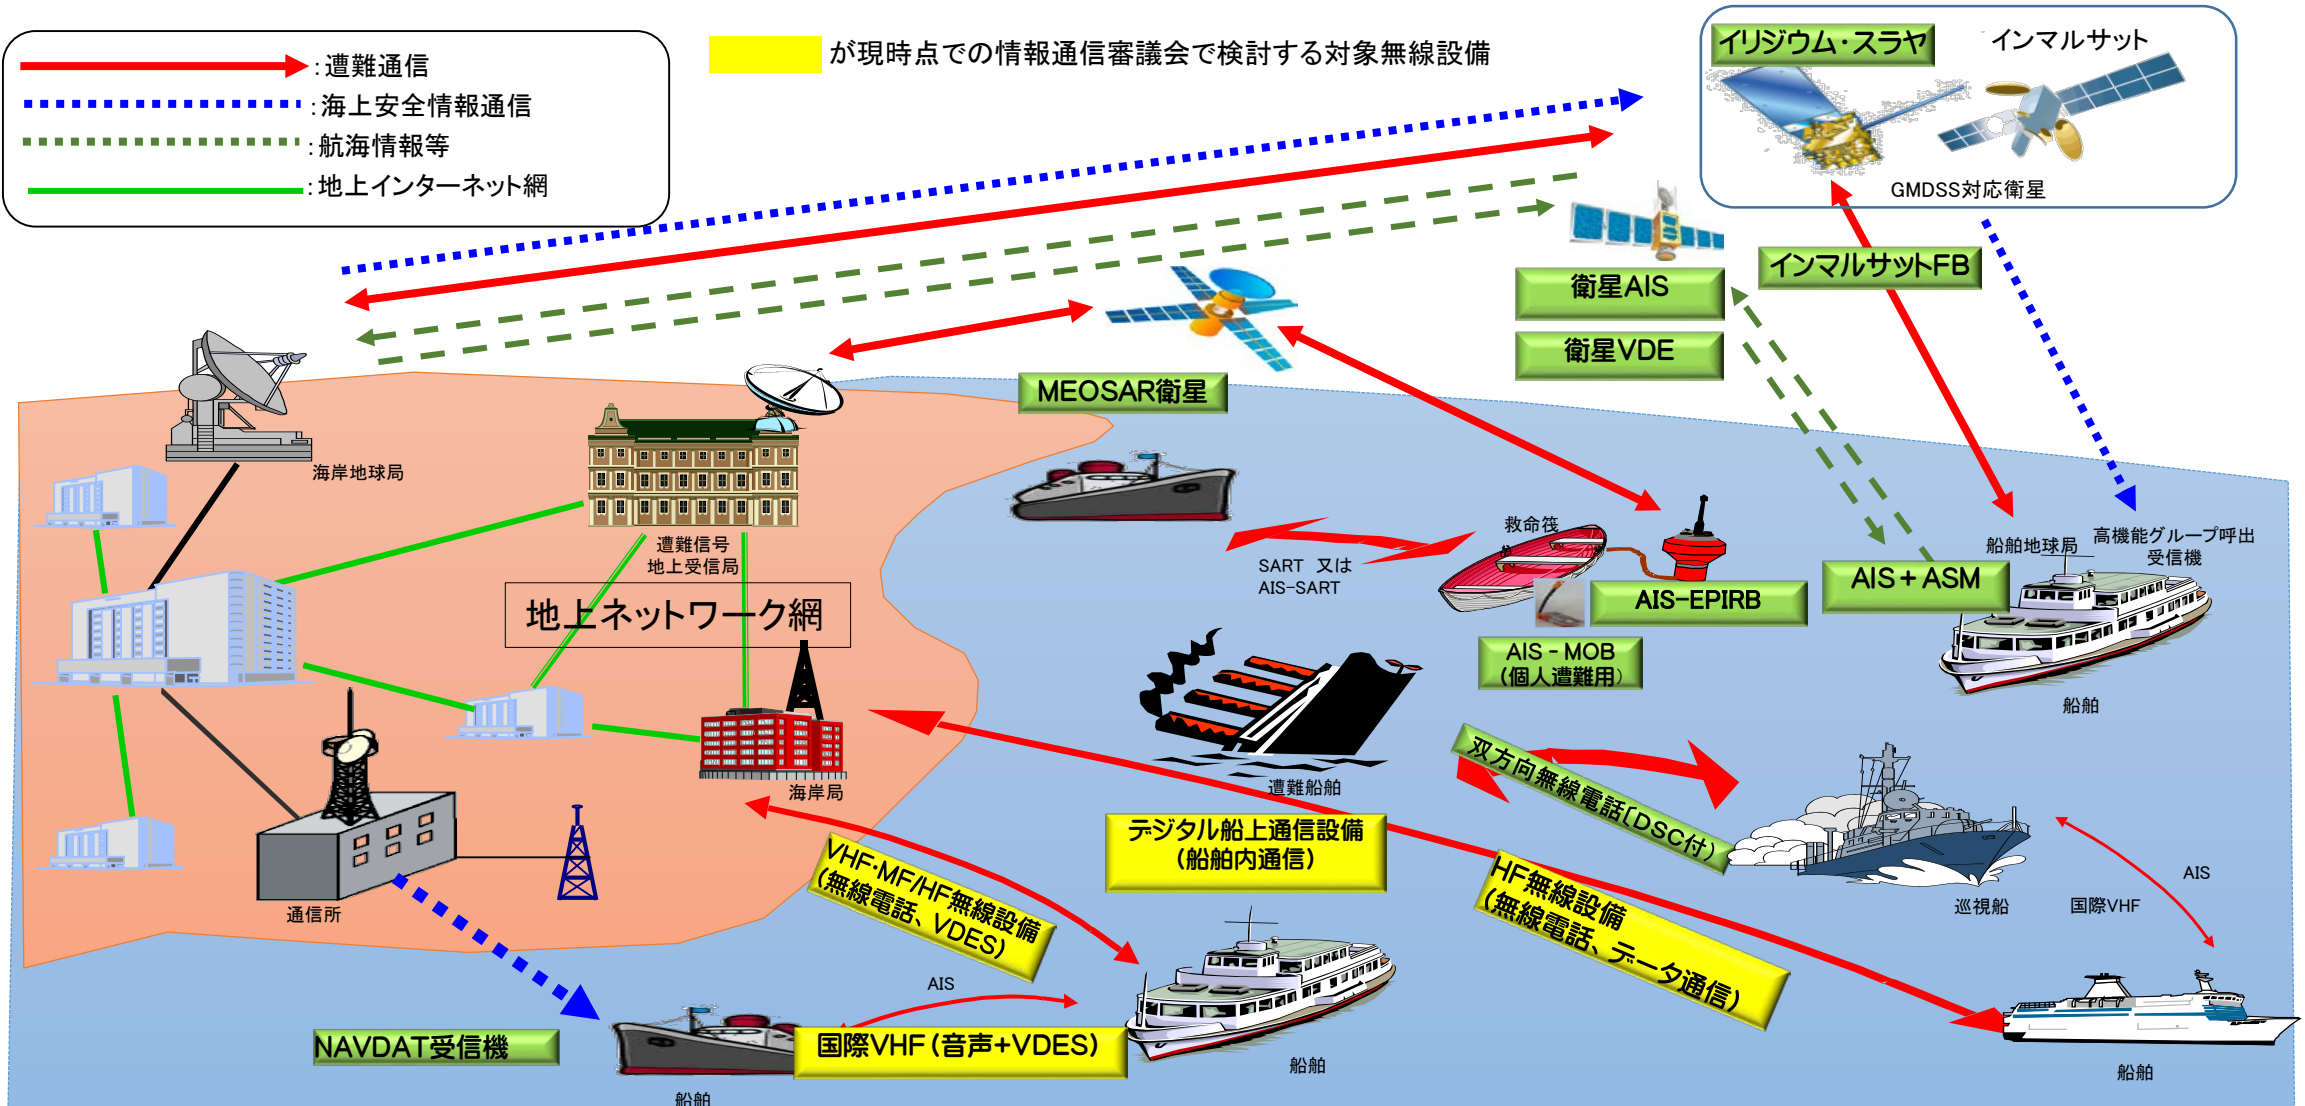 ：遭難通信
：海上安全情報通信
：航海情報等
：地上インターネット網
が現時点での情報通信審議会で検討する対象無線設備
イリジウム・スラヤ
インマルサット
GMDSS対応衛星
インマルサットFB
衛星AIS
衛星VDE
MEOSAR衛星
海岸地球局
遭難信号
地上受信局
地上ネットワーク網
SART 又は
AIS-SART
救命筏
AIS-EPIRB
AIS - MOB
（個人遭難用）
船舶地球局
高機能グループ呼出
受信機
AIS＋ASM
船舶
海岸局
遭難船舶
双方向無線電話［DSC付）
デジタル船上通信設備
（船舶内通信）
VHF・MF/HF無線設備
（無線電話、VDES）
HF無線設備
（無線電話、データ通信）
巡視船
AIS
国際VHF
通信所
NAVDAT受信機
AIS
国際VHF（音声+VDES）
船舶
船舶
船舶